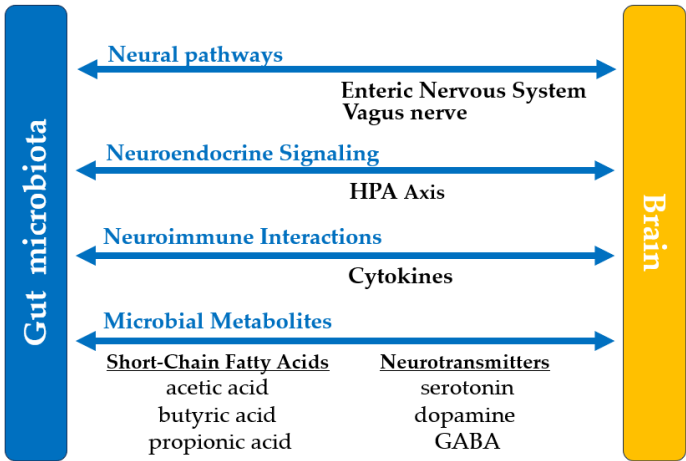 Gut microbiota
Neural pathways
Enteric Nervous System
Vagus nerve
Neuroendocrine Signaling
HPA Axis
Neuroimmune Interactions
Cytokines
Microbial Metabolites
Short-Chain Fatty Acids
acetic acid
butyric acid
propionic acid
Neurotransmitters
serotonin
dopamine
GABA
Brain